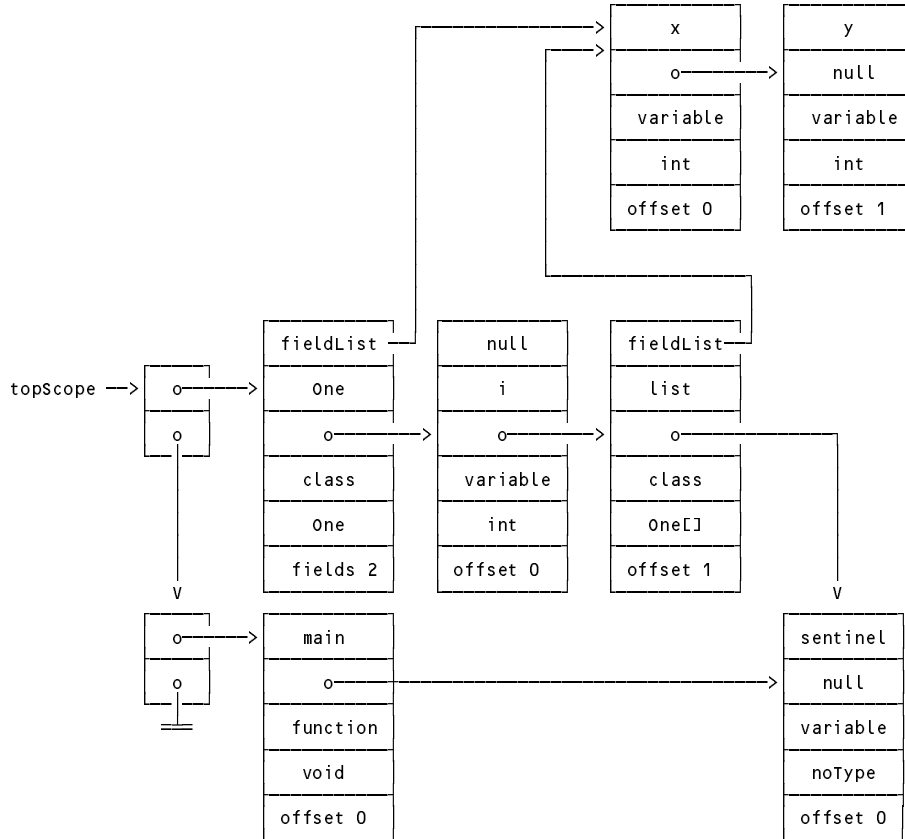 x y
o null
variable variable
int int
offset 0 offset 1
fieldList null fieldList
topScope o One i list
o o o o
class variable class
One int One[]
fields 2 offset 0 offset 1
V V
o main sentinel
o o null
function variable
void noType
offset 0 offset 0